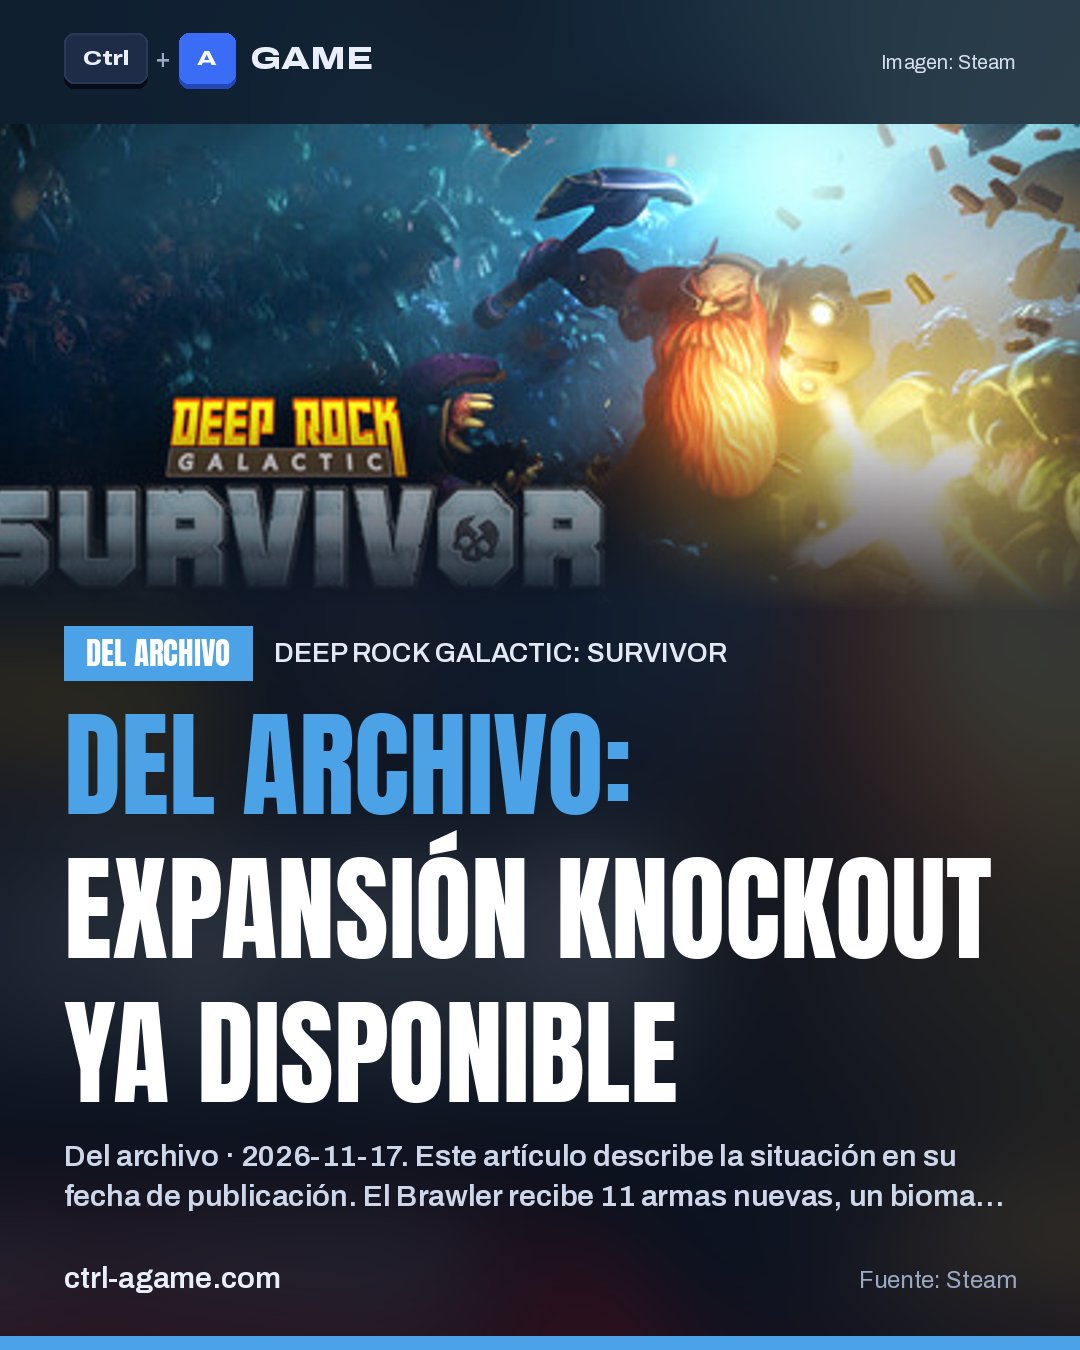 Ctrl + A GAME
Imagen: Steam
DEEP ROCK
GALACTIC
SURVIVOR
DEL ARCHIVO DEEP ROCK GALACTIC: SURVIVOR
DEL ARCHIVO:
EXPANSIÓN KNOCKOUT
YA DISPONIBLE
Del archivo · 2026-11-17. Este artículo describe la situación en su
fecha de publicación. El Brawler recibe 11 armas nuevas, un bioma...
ctrl-agame.com
Fuente: Steam